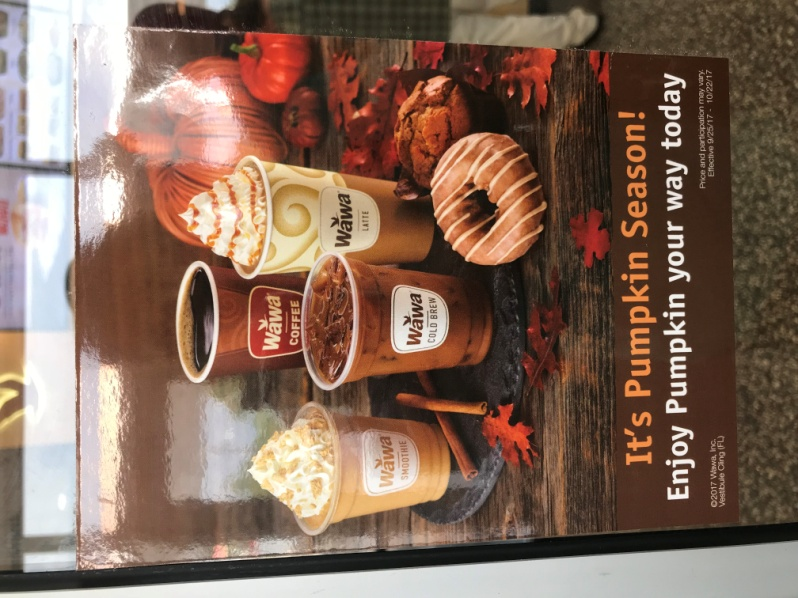 Wawa
LATTE
Wawa
COFFEE
Wawa
COLD BREW
Wawa
SMOOTHIE
It's Pumpkin Season!
Enjoy Pumpkin your way today
©2017 Wawa, Inc.
Vestibule Cling (FL)
Price and participation may vary.
Effective 9/25/17 - 10/22/17